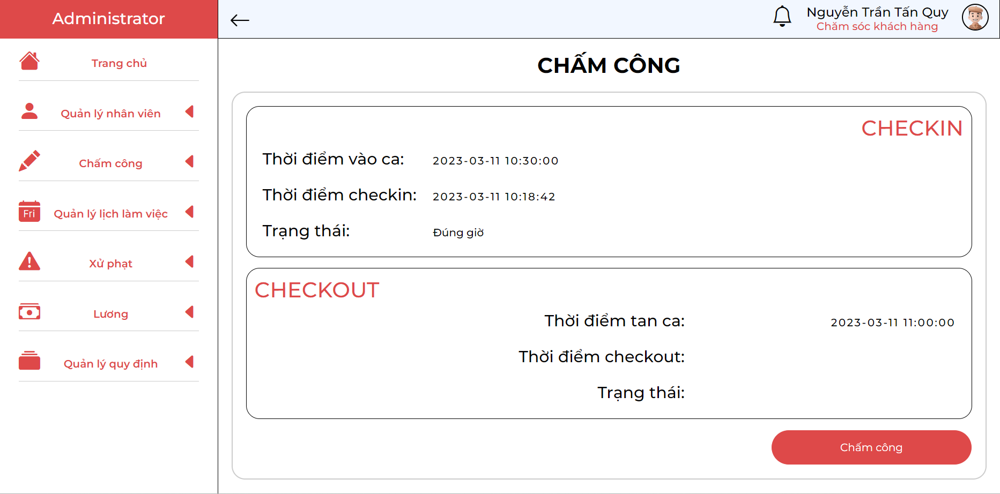 Administrator
Nguyễn Trần Tấn Quy
Chăm sóc khách hàng
Trang chủ
Quản lý nhân viên
Chấm công
Fri
Quản lý lịch làm việc
Xử phạt
Lương
Quản lý quy định
CHẤM CÔNG
CHECKIN
Thời điểm vào ca: 2023-03-11 10:30:00
Thời điểm checkin: 2023-03-11 10:18:42
Trạng thái: Đúng giờ
CHECKOUT
Thời điểm tan ca: 2023-03-11 11:00:00
Thời điểm checkout:
Trạng thái:
Chấm công